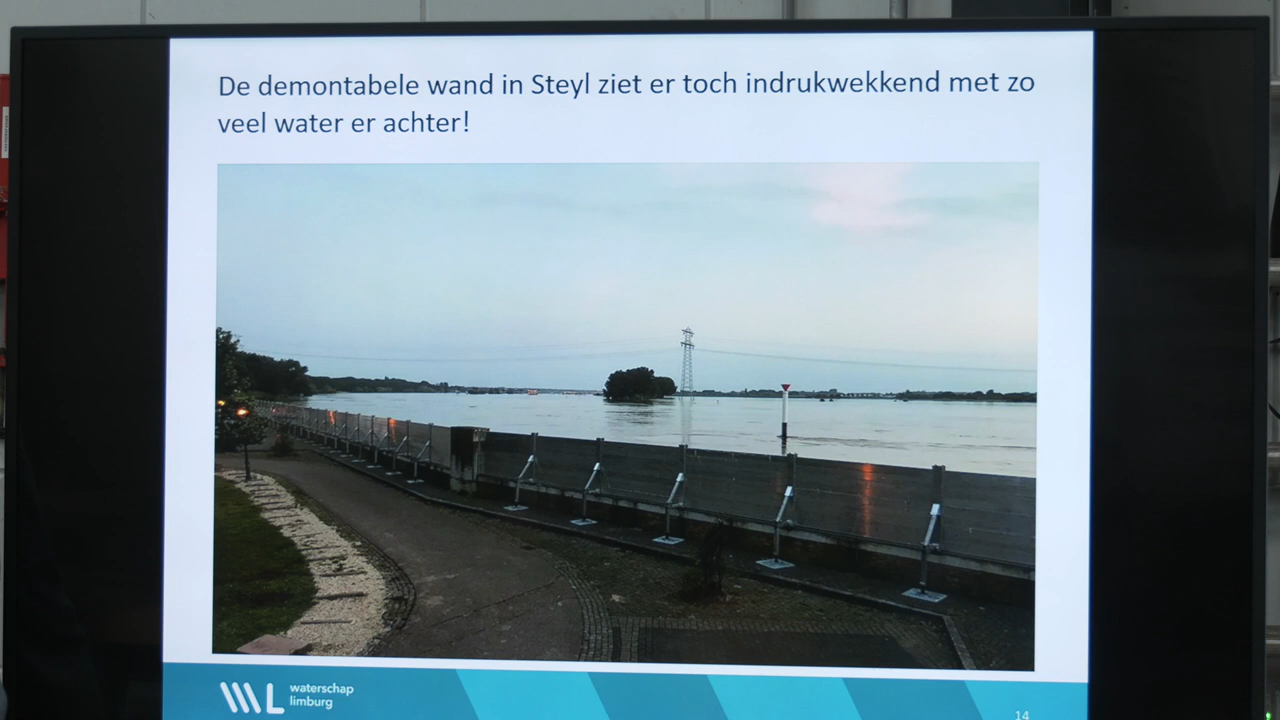 De demontabele wand in Steyl ziet er toch indrukwekkend met zo
veel water er achter!
waterschap
limburg
14